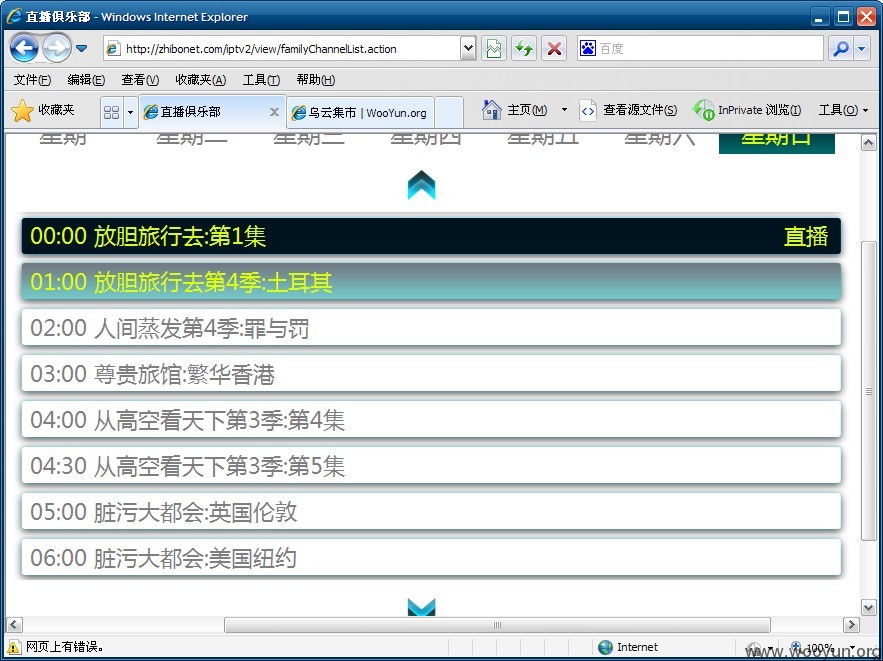 直播俱乐部 - Windows Internet Explorer
http://zhibonet.com/iptv2/view/familyChannelList.action
百度
文件(F) 编辑(E) 查看(V) 收藏夹(A) 工具(T) 帮助(H)
收藏夹 直播俱乐部 乌云集市 | WooYun.org 主页(M) 查看源文件(S) InPrivate 浏览(I) 工具(O)
星期一 星期二 星期三 星期四 星期五 星期六 星期日
00:00 放胆旅行去:第1集 直播
01:00 放胆旅行去第4季:土耳其
02:00 人间蒸发第4季:罪与罚
03:00 尊贵旅馆:繁华香港
04:00 从高空看天下第3季:第4集
04:30 从高空看天下第3季:第5集
05:00 脏污大都会:英国伦敦
06:00 脏污大都会:美国纽约
网页上有错误。 Internet 100%
www.wooyun.org